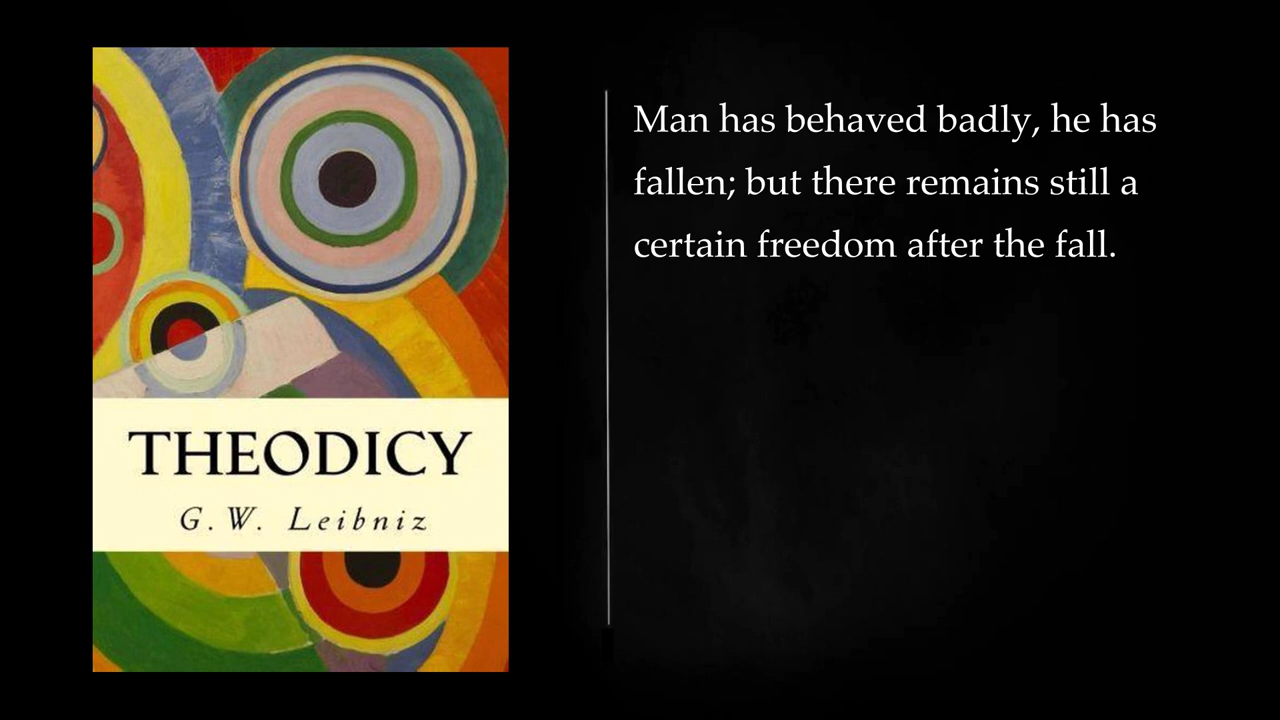 THEODICY
G. W. Leibniz
Man has behaved badly, he has
fallen; but there remains still a
certain freedom after the fall.